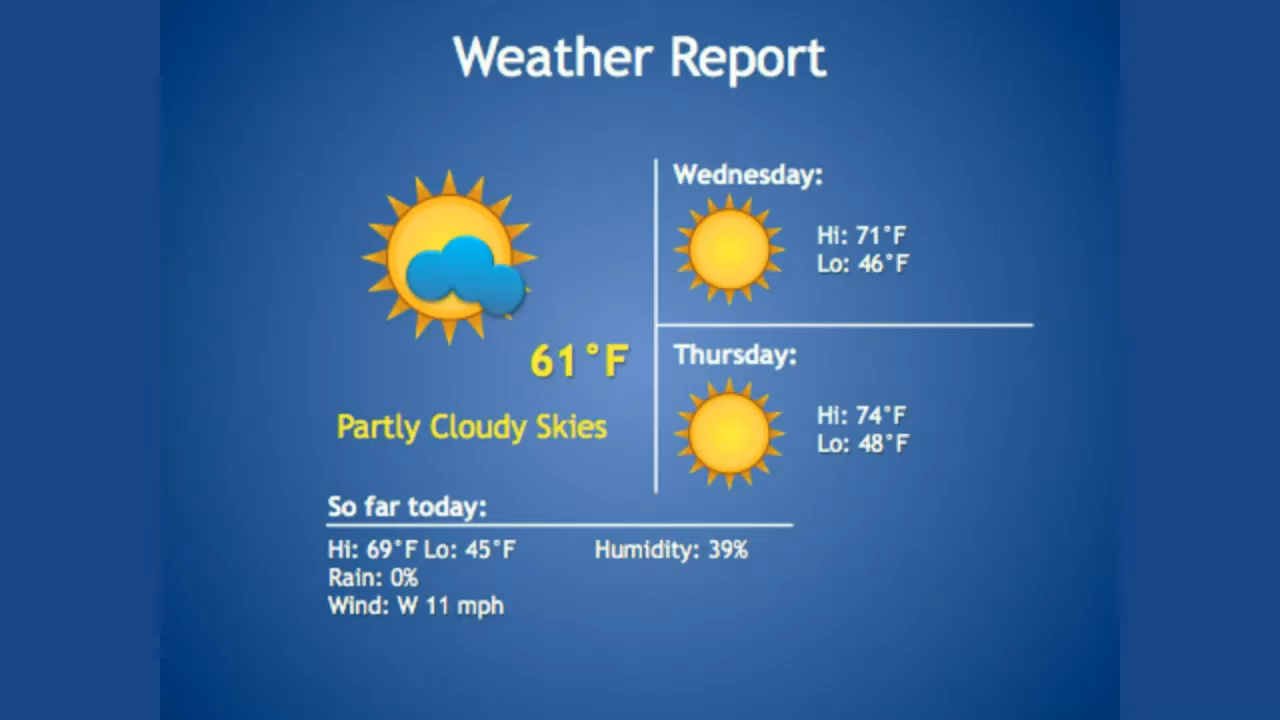 Weather Report
61°F
Partly Cloudy Skies
Wednesday:
Hi: 71°F
Lo: 46°F
Thursday:
Hi: 74°F
Lo: 48°F
So far today:
Hi: 69°F Lo: 45°F Humidity: 39%
Rain: 0%
Wind: W 11 mph